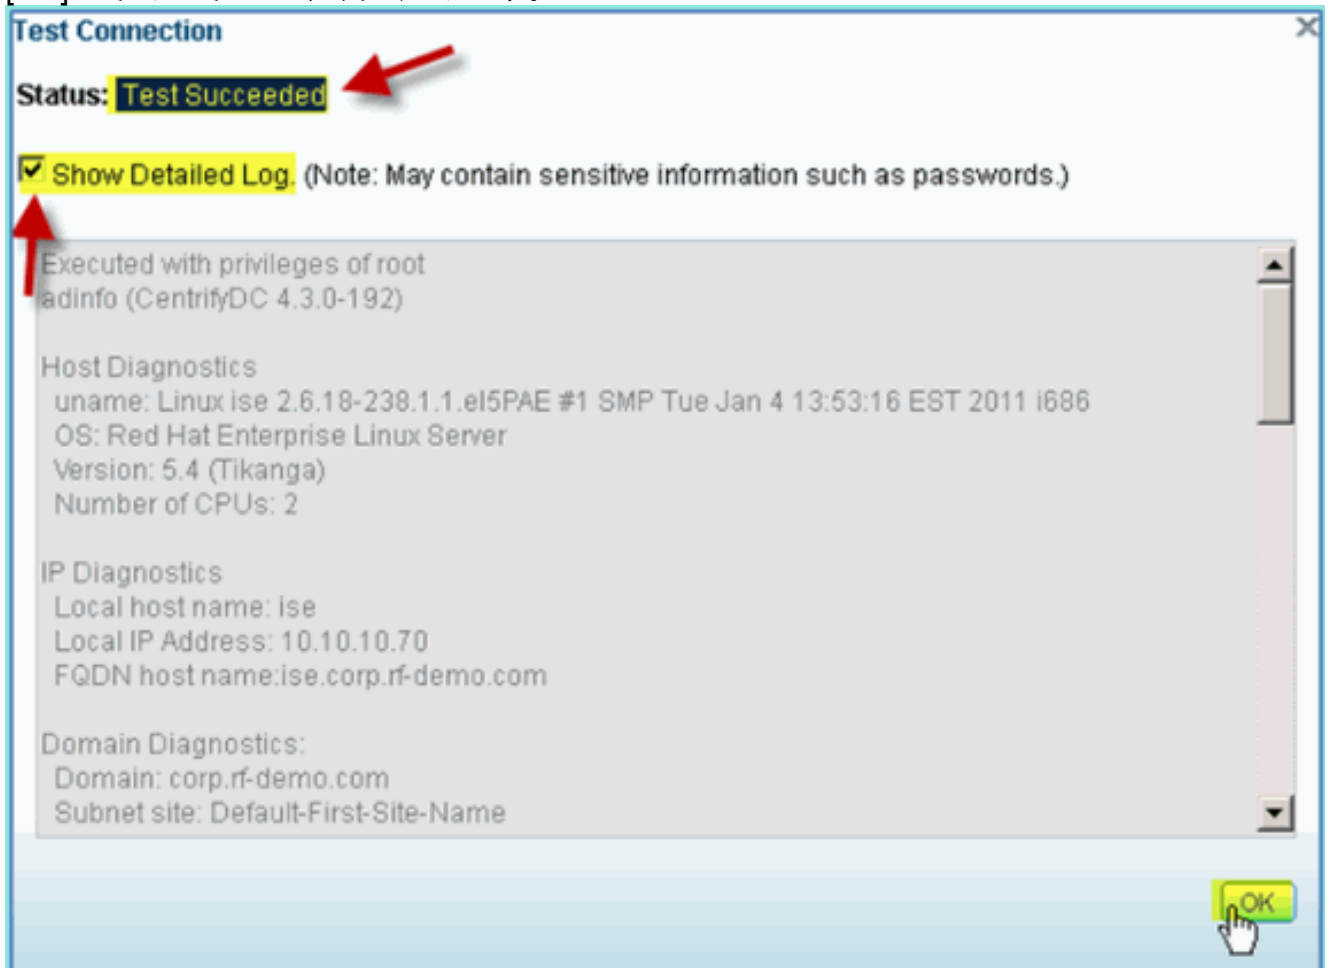 Test Connection
Status: Test Succeeded
Show Detailed Log. (Note: May contain sensitive information such as passwords.)
Executed with privileges of root
adinfo (CentrifyDC 4.3.0-192)
Host Diagnostics
uname: Linux ise 2.6.18-238.1.1.el5PAE #1 SMP Tue Jan 4 13:53:16 EST 2011 i686
OS: Red Hat Enterprise Linux Server
Version: 5.4 (Tikanga)
Number of CPUs: 2
IP Diagnostics
Local host name: ise
Local IP Address: 10.10.10.70
FQDN host name:ise.corp.rf-demo.com
Domain Diagnostics:
Domain: corp.rf-demo.com
Subnet site: Default-First-Site-Name
OK